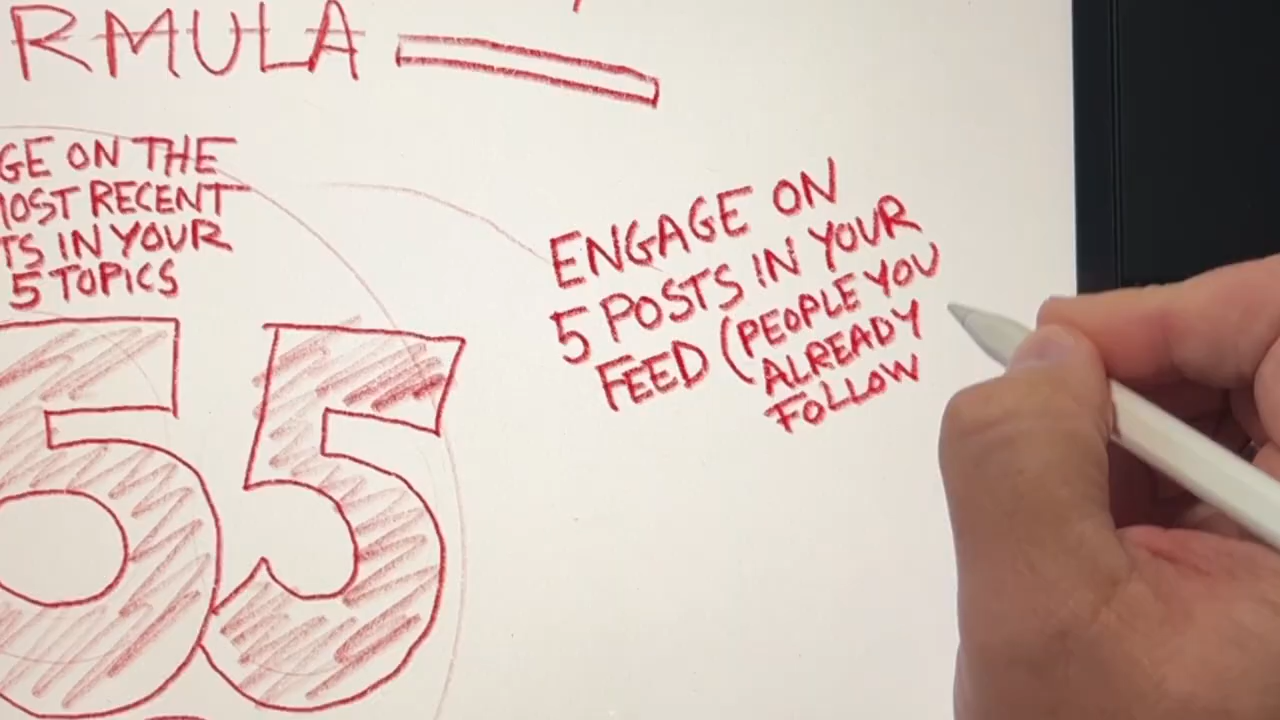 RMULA
GE ON THE
MOST RECENT
TS IN YOUR
5 TOPICS
65
ENGAGE ON
5 POSTS IN YOUR
FEED (PEOPLE YOU
ALREADY
FOLLOW